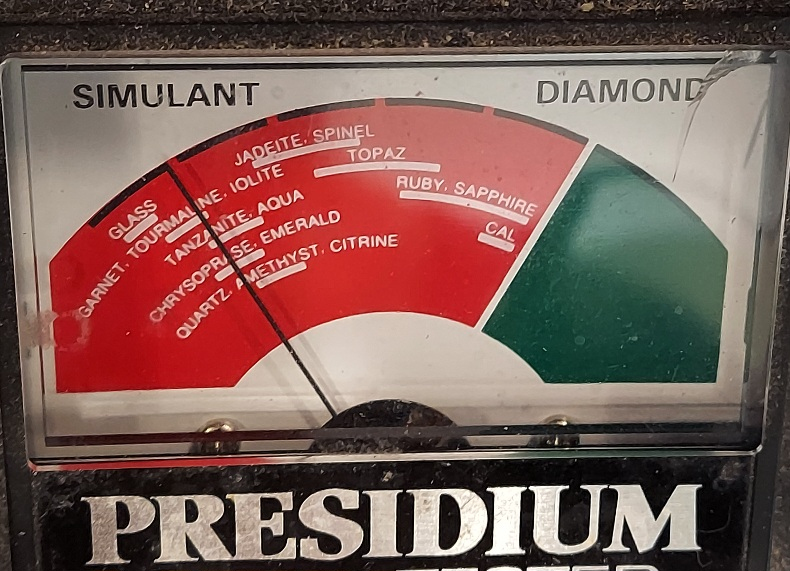 SIMULANT DIAMOND
JADEITE, SPINEL
TOPAZ
RUBY, SAPPHIRE
CAL
GLASS
GARNET, TOURMALINE, IOLITE
TANZANITE, AQUA
CHRYSOPRASE, EMERALD
QUARTZ, AMETHYST, CITRINE
PRESIDIUM